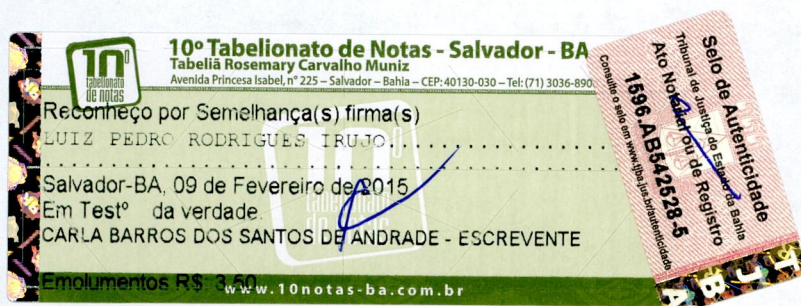 10º
tabelionato
de notas
10º Tabelionato de Notas - Salvador - BA
Tabeliã Rosemary Carvalho Muniz
Avenida Princesa Isabel, n° 225 – Salvador – Bahia – CEP: 40130-030 – Tel: (71) 3036-890
Reconheço por Semelhança(s) firma(s)
LUIZ PEDRO RODRIGUES IRUJO
Salvador-BA, 09 de Fevereiro de 2015
Em Testº da verdade.
CARLA BARROS DOS SANTOS DE ANDRADE - ESCREVENTE
Emolumentos R$: 3,50
www.10notas-ba.com.br
Selo de Autenticidade
Tribunal de Justiça do Estado da Bahia
Ato Notarial ou de Registro
1596.AB542528-5
Consulte o selo em www.tjba.jus.br/autenticidade
T J B A